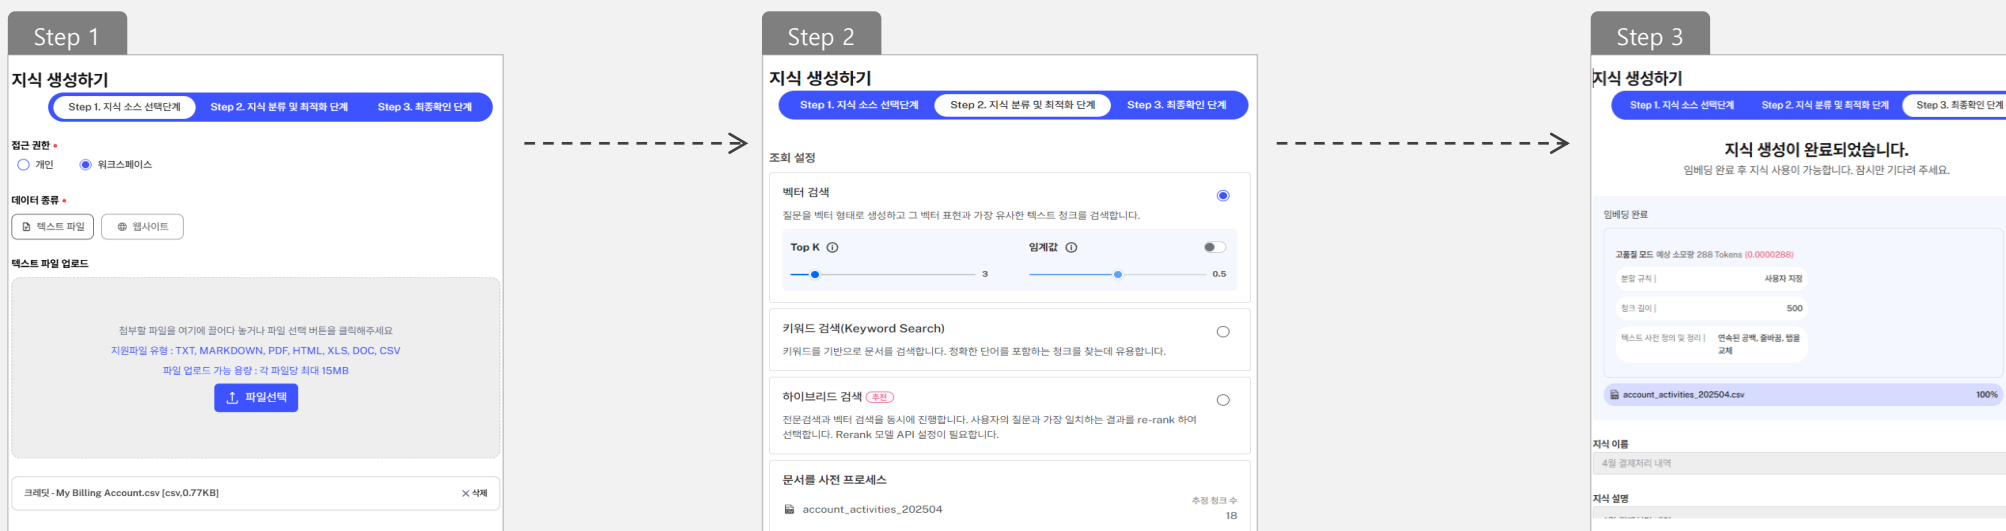 Step 1
지식 생성하기
Step 1. 지식 소스 선택단계
Step 2. 지식 분류 및 최적화 단계
Step 3. 최종확인 단계
접근 권한
개인
워크스페이스
데이터 종류
텍스트 파일
웹사이트
텍스트 파일 업로드
첨부할 파일을 여기에 끌어다 놓거나 파일 선택 버튼을 클릭해주세요
지원파일 유형 : TXT, MARKDOWN, PDF, HTML, XLS, DOC, CSV
파일 업로드 가능 용량 : 각 파일당 최대 15MB
파일선택
크레딧 - My Billing Account.csv [csv,0.77KB]
삭제
Step 2
지식 생성하기
Step 1. 지식 소스 선택단계
Step 2. 지식 분류 및 최적화 단계
Step 3. 최종확인 단계
조회 설정
벡터 검색
질문을 벡터 형태로 생성하고 그 벡터 표현과 가장 유사한 텍스트 청크를 검색합니다.
Top K
3
임계값
0.5
키워드 검색(Keyword Search)
키워드를 기반으로 문서를 검색합니다. 정확한 단어를 포함하는 청크를 찾는데 유용합니다.
하이브리드 검색 추천
전문검색과 벡터 검색을 동시에 진행합니다. 사용자의 질문과 가장 일치하는 결과를 re-rank 하여
선택합니다. Rerank 모델 API 설정이 필요합니다.
문서를 사전 프로세스
account_activities_202504
추정 청크 수
18
Step 3
지식 생성하기
Step 1. 지식 소스 선택단계
Step 2. 지식 분류 및 최적화 단계
Step 3. 최종확인 단계
지식 생성이 완료되었습니다.
임베딩 완료 후 지식 사용이 가능합니다. 잠시만 기다려 주세요.
임베딩 완료
고품질 모드 예상 소모량 288 Tokens (0.0000288)
분할 규칙 |
사용자 지정
청크 길이 |
500
텍스트 사전 정의 및 정리 |
연속된 공백, 줄바꿈, 탭을
교체
account_activities_202504.csv
100%
지식 이름
4월 결제처리 내역
지식 설명